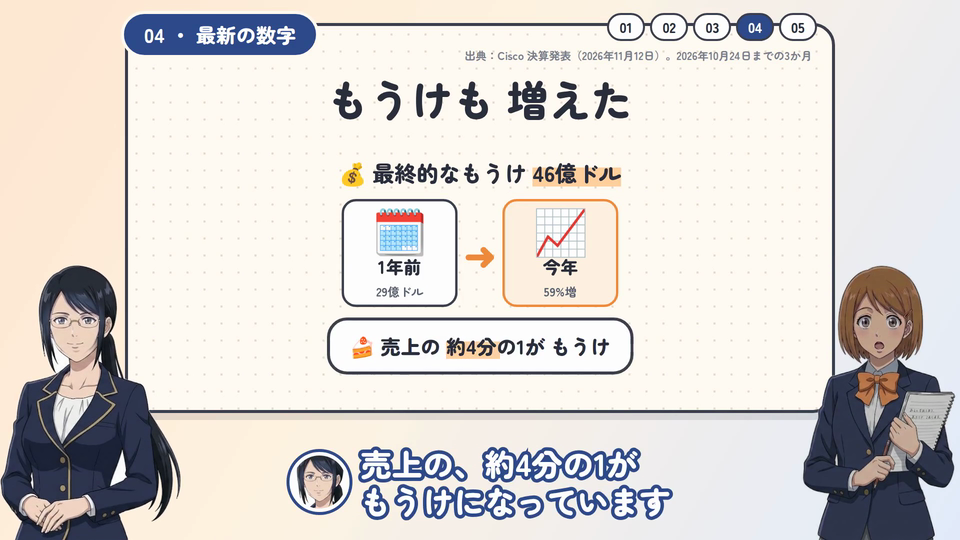 04 ・ 最新の数字
01 02 03 04 05
出典：Cisco 決算発表（2026年11月12日）。2026年10月24日までの3か月
もうけも 増えた
最終的なもうけ 46億ドル
1年前
29億ドル
今年
59%増
売上の 約4分の1が もうけ
売上の、約4分の1が
もうけになっています